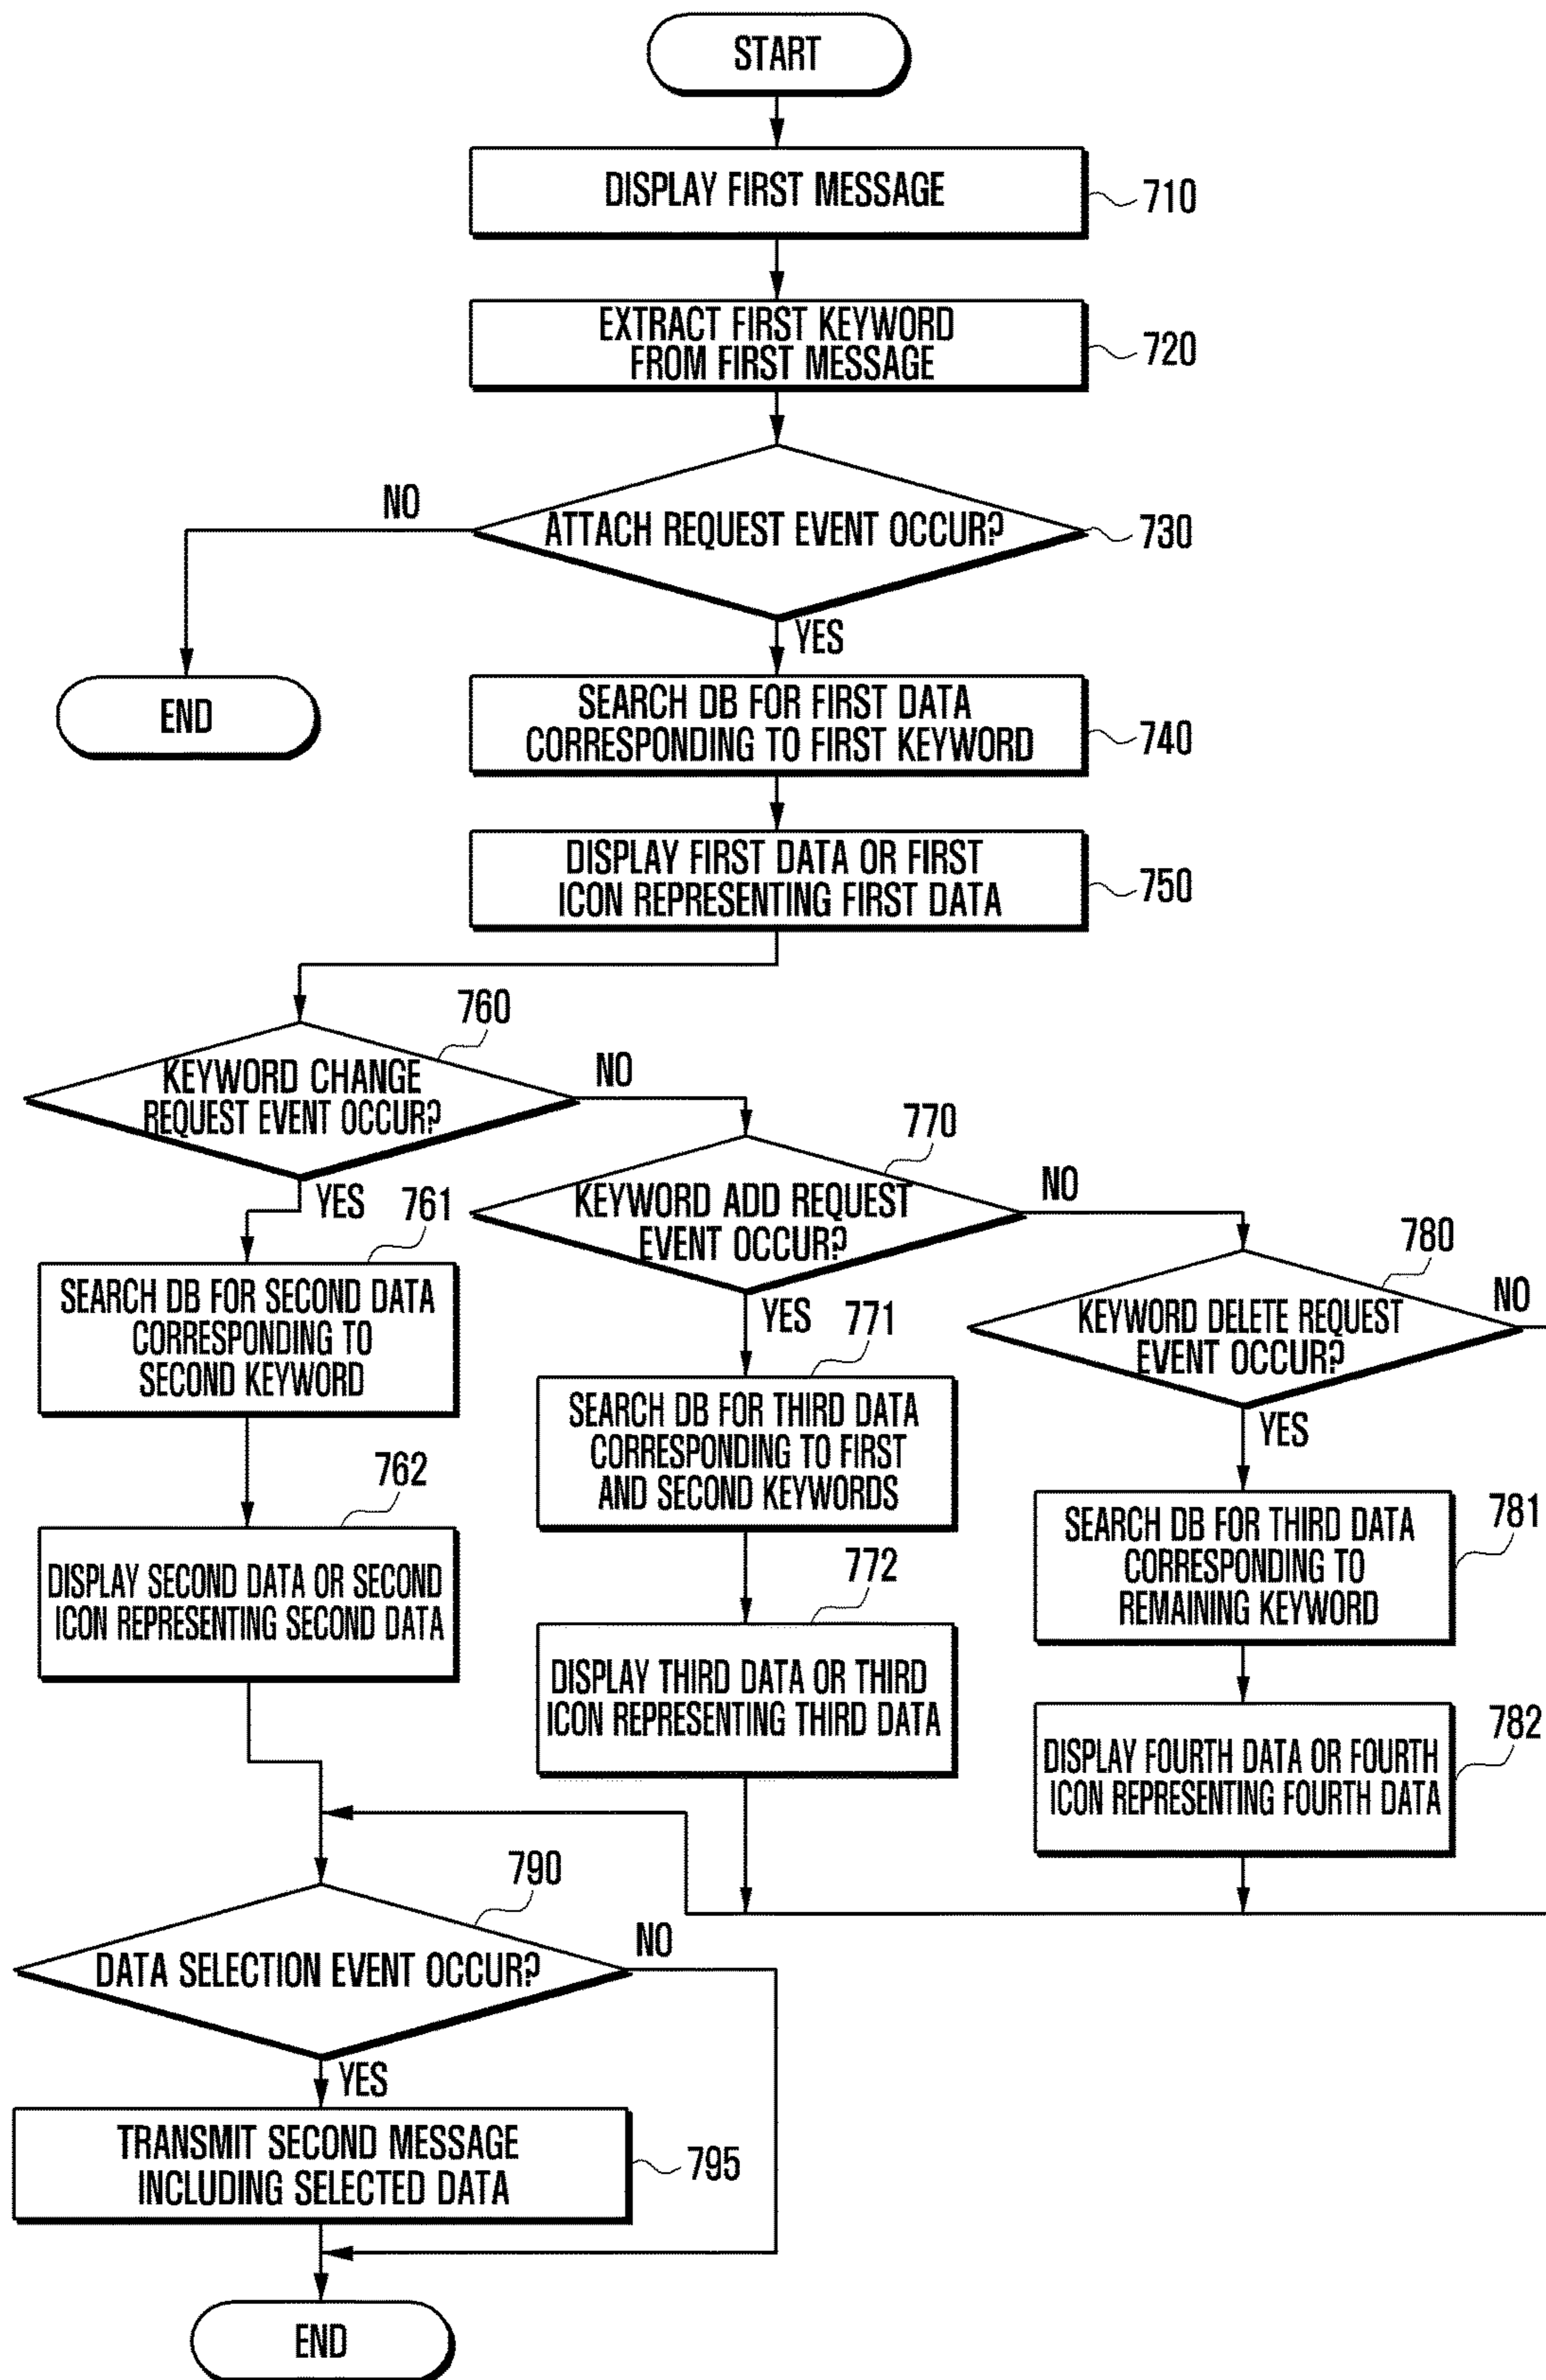 START
DISPLAY FIRST MESSAGE
710
EXTRACT FIRST KEYWORD
FROM FIRST MESSAGE
720
NO
ATTACH REQUEST EVENT OCCUR?
730
YES
END
SEARCH DB FOR FIRST DATA
CORRESPONDING TO FIRST KEYWORD
740
DISPLAY FIRST DATA OR FIRST
ICON REPRESENTING FIRST DATA
750
760
KEYWORD CHANGE
REQUEST EVENT OCCUR?
NO
YES
770
KEYWORD ADD REQUEST
EVENT OCCUR?
NO
YES
780
KEYWORD DELETE REQUEST
EVENT OCCUR?
NO
YES
761
SEARCH DB FOR SECOND DATA
CORRESPONDING TO
SECOND KEYWORD
771
SEARCH DB FOR THIRD DATA
CORRESPONDING TO FIRST
AND SECOND KEYWORDS
781
SEARCH DB FOR THIRD DATA
CORRESPONDING TO
REMAINING KEYWORD
762
DISPLAY SECOND DATA OR SECOND
ICON REPRESENTING SECOND DATA
772
DISPLAY THIRD DATA OR THIRD
ICON REPRESENTING THIRD DATA
782
DISPLAY FOURTH DATA OR FOURTH
ICON REPRESENTING FOURTH DATA
790
DATA SELECTION EVENT OCCUR?
NO
YES
TRANSMIT SECOND MESSAGE
INCLUDING SELECTED DATA
795
END